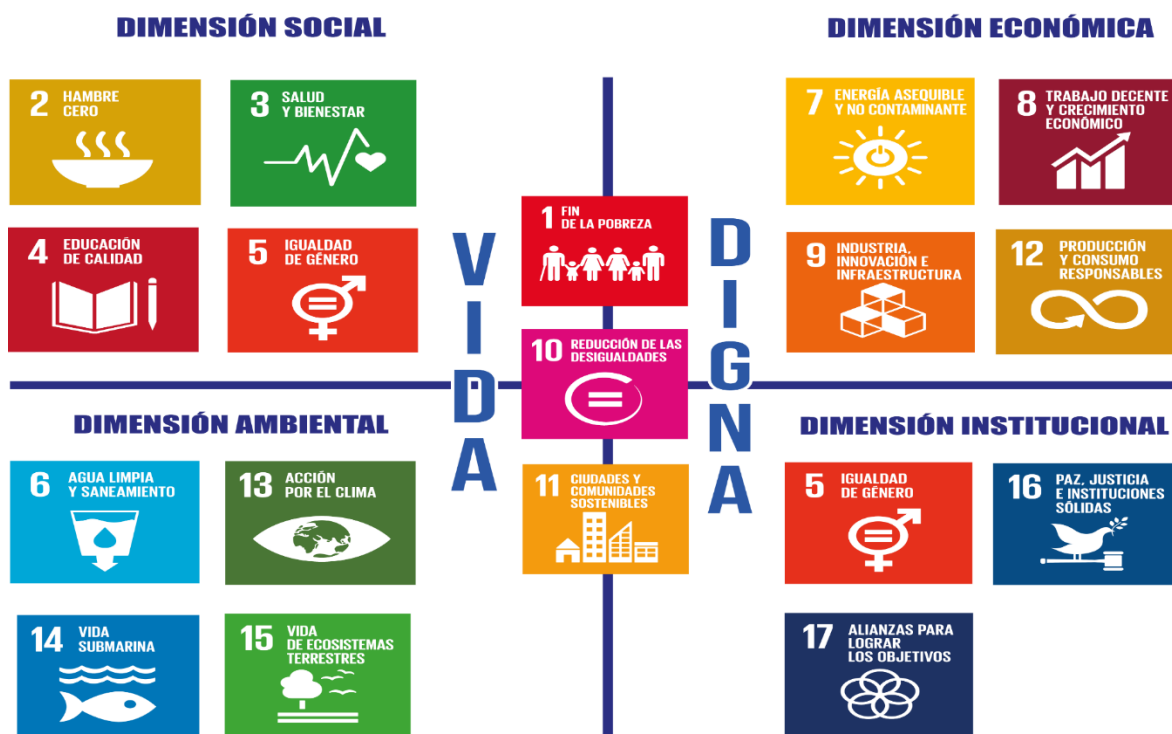 DIMENSIÓN SOCIAL
2 HAMBRE
CERO
3 SALUD
Y BIENESTAR
4 EDUCACIÓN
DE CALIDAD
5 IGUALDAD
DE GÉNERO
DIMENSIÓN ECONÓMICA
7 ENERGÍA ASEQUIBLE
Y NO CONTAMINANTE
8 TRABAJO DECENTE
Y CRECIMIENTO
ECONÓMICO
9 INDUSTRIA,
INNOVACIÓN E
INFRAESTRUCTURA
12 PRODUCCIÓN
Y CONSUMO
RESPONSABLES
VIDA
1 FIN
DE LA POBREZA
10 REDUCCIÓN DE LAS
DESIGUALDADES
11 CIUDADES Y
COMUNIDADES
SOSTENIBLES
DIGNA
DIMENSIÓN AMBIENTAL
6 AGUA LIMPIA
Y SANEAMIENTO
13 ACCIÓN
POR EL CLIMA
14 VIDA
SUBMARINA
15 VIDA
DE ECOSISTEMAS
TERRESTRES
DIMENSIÓN INSTITUCIONAL
5 IGUALDAD
DE GÉNERO
16 PAZ, JUSTICIA
E INSTITUCIONES
SÓLIDAS
17 ALIANZAS PARA
LOGRAR
LOS OBJETIVOS